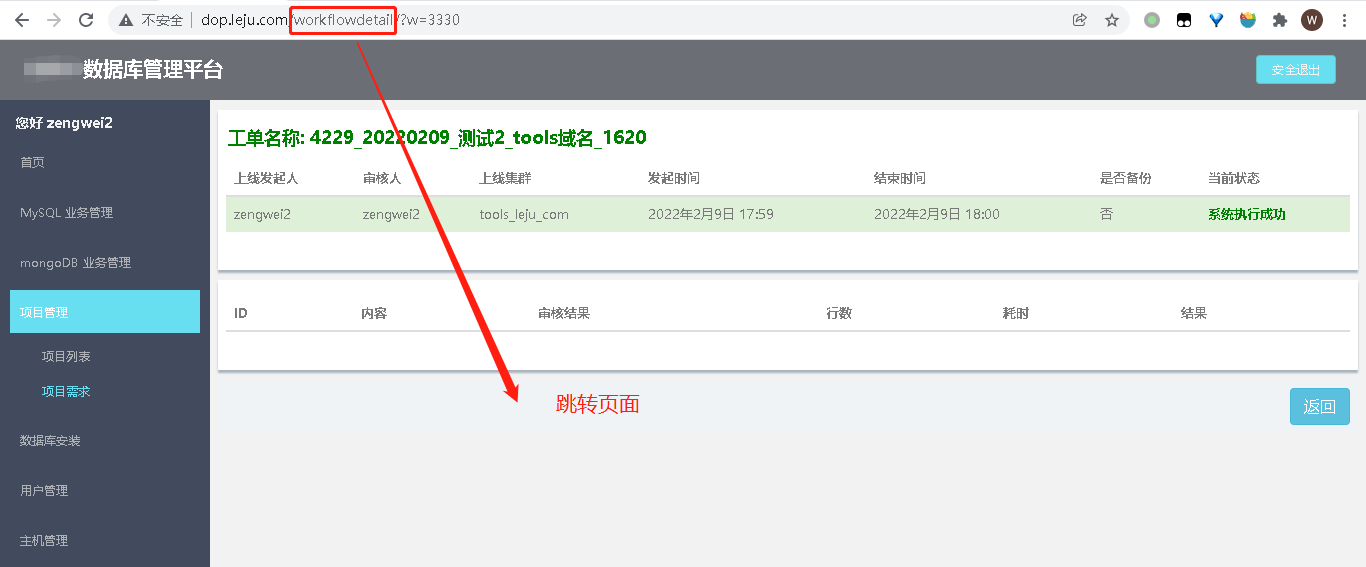 不安全 dop.leju.com/workflowdetail/?w=3330
W
数据库管理平台
安全退出
您好 zengwei2
首页
MySQL 业务管理
mongoDB 业务管理
项目管理
项目列表
项目需求
数据库安装
用户管理
主机管理
工单名称: 4229_20220209_测试2_tools域名_1620
上线发起人 审核人 上线集群 发起时间 结束时间 是否备份 当前状态
zengwei2 zengwei2 tools_leju_com 2022年2月9日 17:59 2022年2月9日 18:00 否 系统执行成功
ID 内容 审核结果 行数 耗时 结果
跳转页面
返回